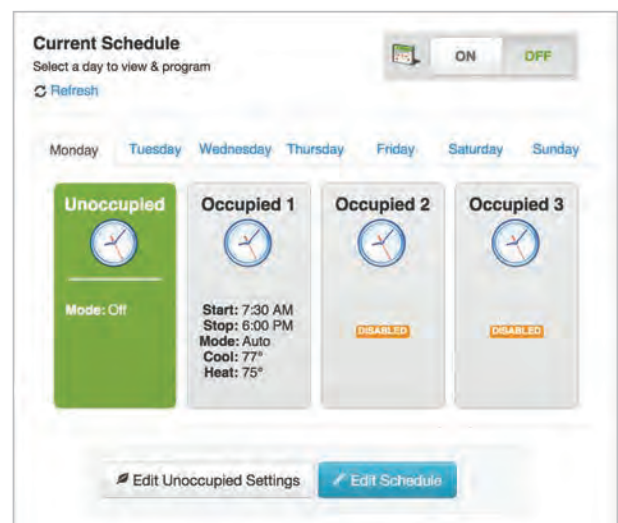 Current Schedule
Select a day to view & program
Refresh
ON OFF
Monday Tuesday Wednesday Thursday Friday Saturday Sunday
Unoccupied
Mode: Off
Occupied 1
Start: 7:30 AM
Stop: 6:00 PM
Mode: Auto
Cool: 77°
Heat: 75°
Occupied 2
DISABLED
Occupied 3
DISABLED
Edit Unoccupied Settings
Edit Schedule